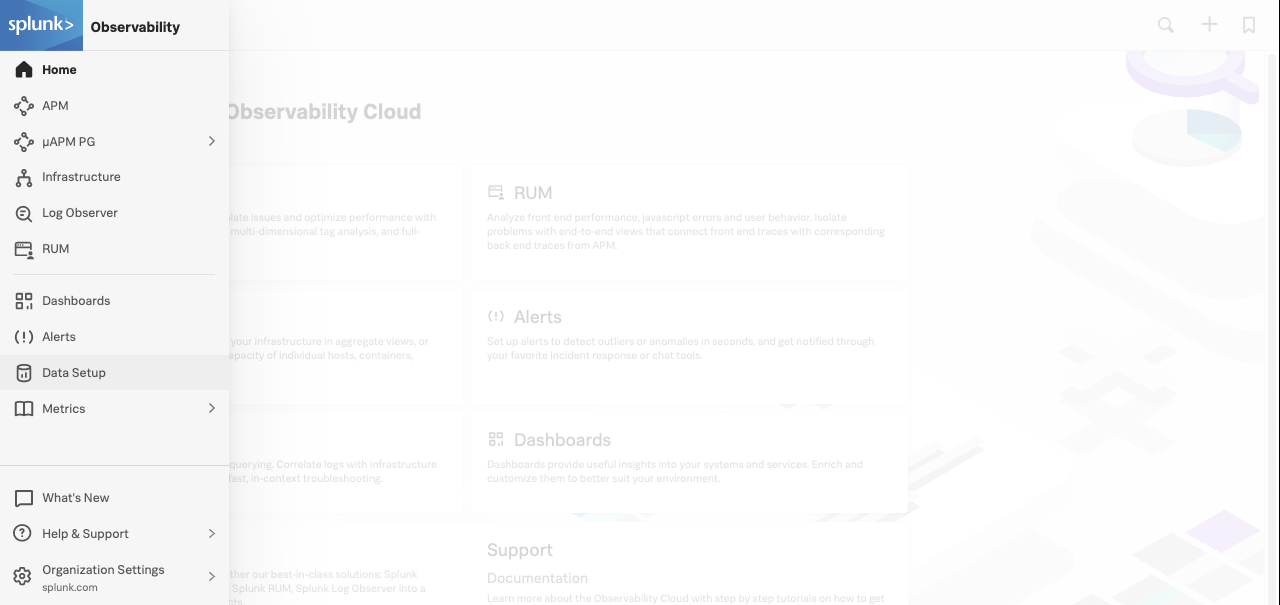 splunk> Observability
Home
APM
µAPM PG
Infrastructure
Log Observer
RUM
Dashboards
Alerts
Data Setup
Metrics
What's New
Help & Support
Organization Settings
splunk.com
Observability Cloud
issues and optimize performance with
multi-dimensional tag analysis, and full-
RUM
Analyze front end performance, javascript errors and user behavior. Isolate
problems with end-to-end views that connect front end traces with corresponding
back end traces from APM.
your infrastructure in aggregate views, or
of individual hosts, containers,
Alerts
Set up alerts to detect outliers or anomalies in seconds, and get notified through
your favorite incident response or chat tools.
querying. Correlate logs with infrastructure
fast, in-context troubleshooting.
Dashboards
Dashboards provide useful insights into your systems and services. Enrich and
customize them to better suit your environment.
our best-in-class solutions: Splunk
Splunk RUM, Splunk Log Observer into a
Support
Documentation
Learn more about the Observability Cloud with step by step tutorials on how to get